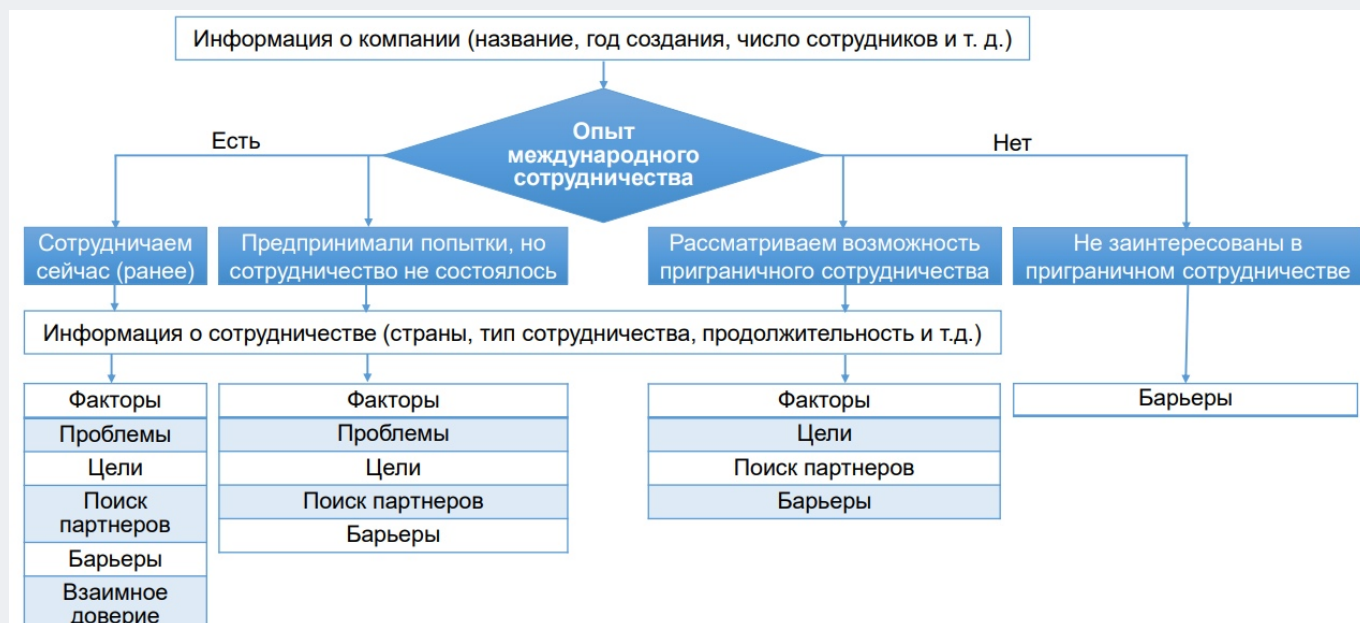 Информация о компании (название, год создания, число сотрудников и т. д.)
Опыт
международного
сотрудничества
Есть
Нет
Сотрудничаем
сейчас (ранее)
Предпринимали попытки, но
сотрудничество не состоялось
Рассматриваем возможность
приграничного сотрудничества
Не заинтересованы в
приграничном сотрудничестве
Информация о сотрудничестве (страны, тип сотрудничества, продолжительность и т.д.)
Факторы
Проблемы
Цели
Поиск
партнеров
Барьеры
Взаимное
доверие
Факторы
Проблемы
Цели
Поиск партнеров
Барьеры
Факторы
Цели
Поиск партнеров
Барьеры
Барьеры